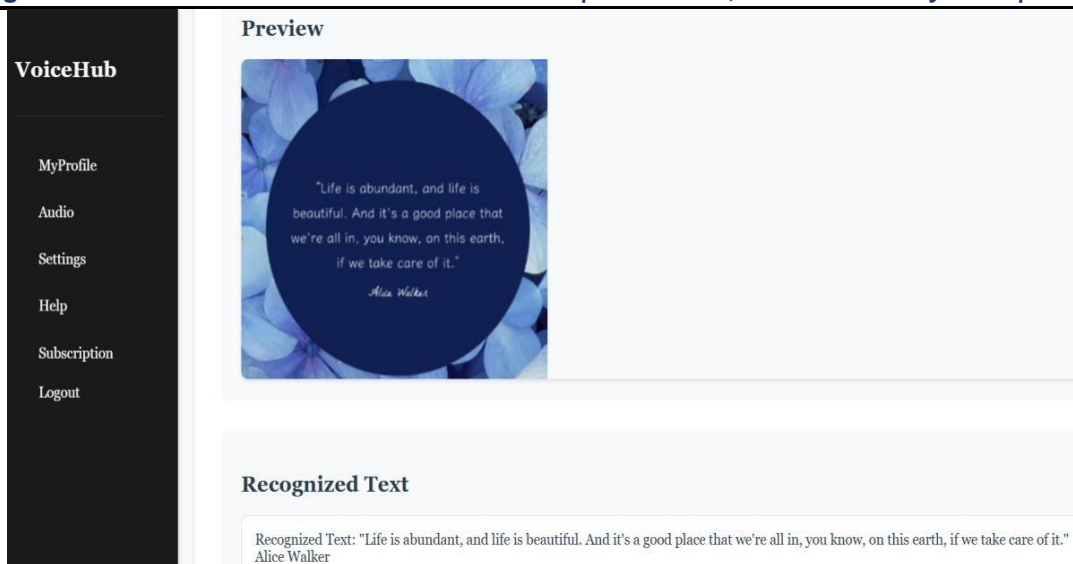 VoiceHub
MyProfile
Audio
Settings
Help
Subscription
Logout
Preview
"Life is abundant, and life is
beautiful. And it's a good place that
we're all in, you know, on this earth,
if we take care of it."
Alice Walker
Recognized Text
Recognized Text: "Life is abundant, and life is beautiful. And it's a good place that we're all in, you know, on this earth, if we take care of it."
Alice Walker